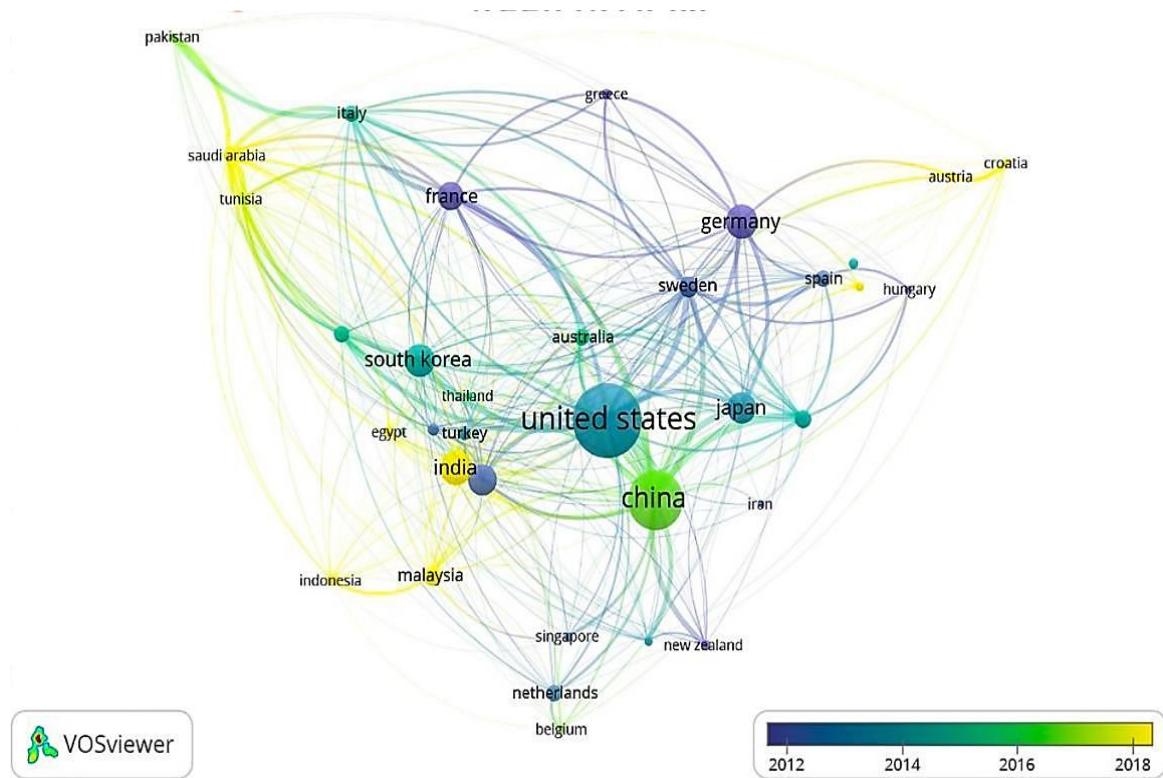 pakistan
greece
italy
saudi arabia
croatia
austria
tunisia
france
germany
spain
sweden
hungary
australia
south korea
thailand
japan
united states
egypt
turkey
india
china
iran
indonesia
malaysia
singapore
new zealand
netherlands
belgium
VOSviewer
2012 2014 2016 2018